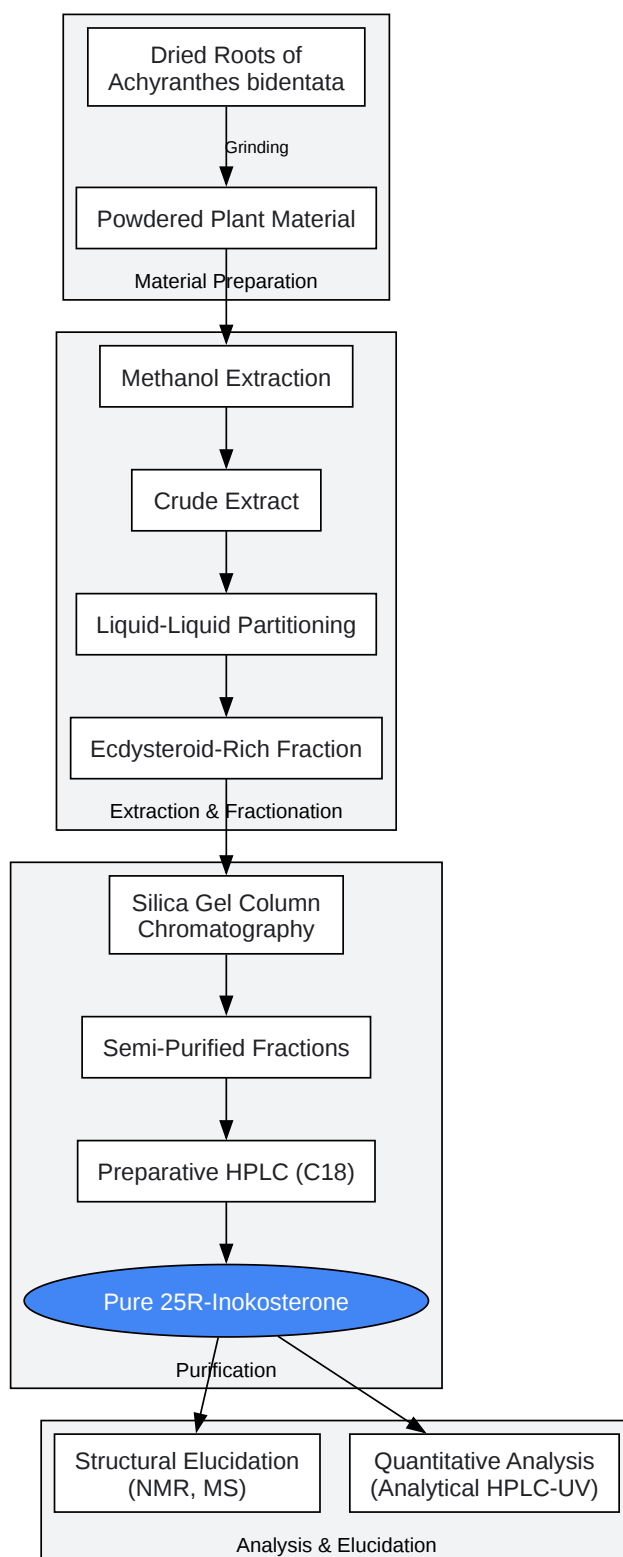 Dried Roots of
Achyranthes bidentata
Grinding
Powdered Plant Material
Material Preparation
Methanol Extraction
Crude Extract
Liquid-Liquid Partitioning
Ecdysteroid-Rich Fraction
Extraction & Fractionation
Silica Gel Column
Chromatography
Semi-Purified Fractions
Preparative HPLC (C18)
Pure 25R-Inokosterone
Purification
Structural Elucidation
(NMR, MS)
Quantitative Analysis
(Analytical HPLC-UV)
Analysis & Elucidation